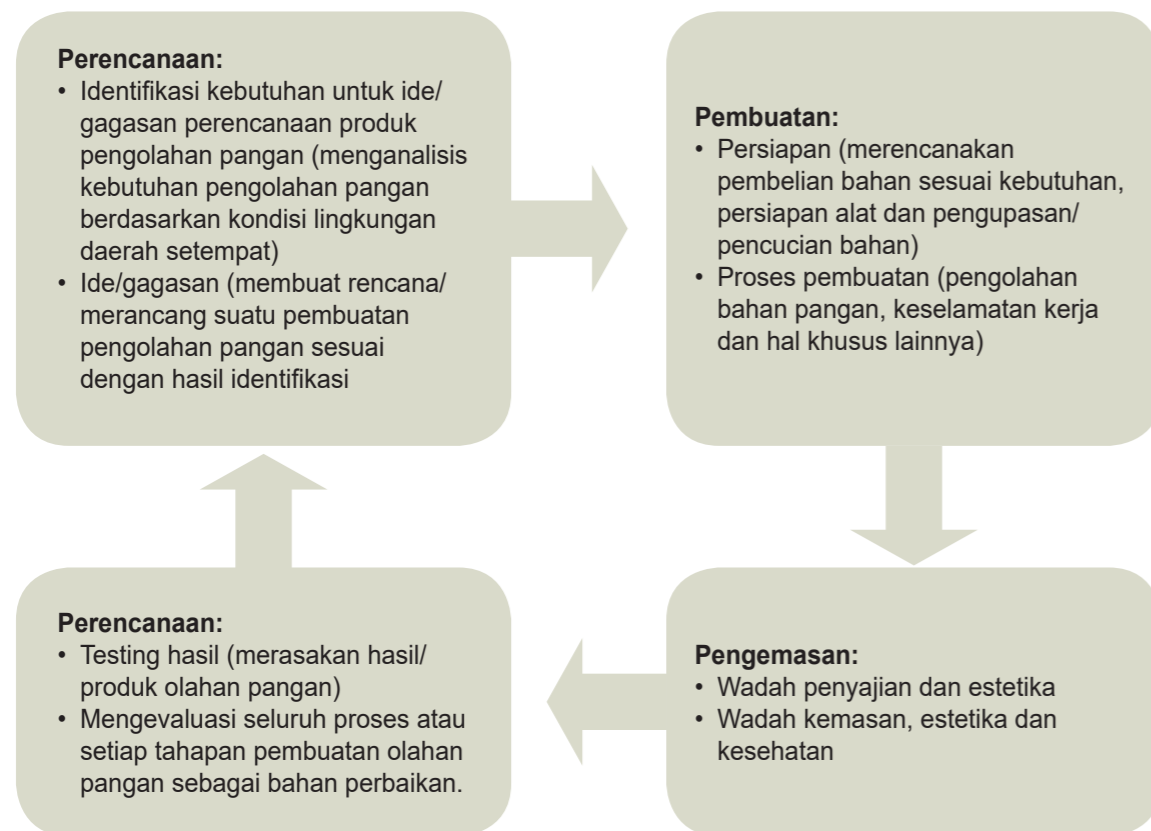 Perencanaan:
• Identifikasi kebutuhan untuk ide/
gagasan perencanaan produk
pengolahan pangan (menganalisis
kebutuhan pengolahan pangan
berdasarkan kondisi lingkungan
daerah setempat)
• Ide/gagasan (membuat rencana/
merancang suatu pembuatan
pengolahan pangan sesuai
dengan hasil identifikasi
Pembuatan:
• Persiapan (merencanakan
pembelian bahan sesuai kebutuhan,
persiapan alat dan pengupasan/
pencucian bahan)
• Proses pembuatan (pengolahan
bahan pangan, keselamatan kerja
dan hal khusus lainnya)
Perencanaan:
• Testing hasil (merasakan hasil/
produk olahan pangan)
• Mengevaluasi seluruh proses atau
setiap tahapan pembuatan olahan
pangan sebagai bahan perbaikan.
Pengemasan:
• Wadah penyajian dan estetika
• Wadah kemasan, estetika dan
kesehatan